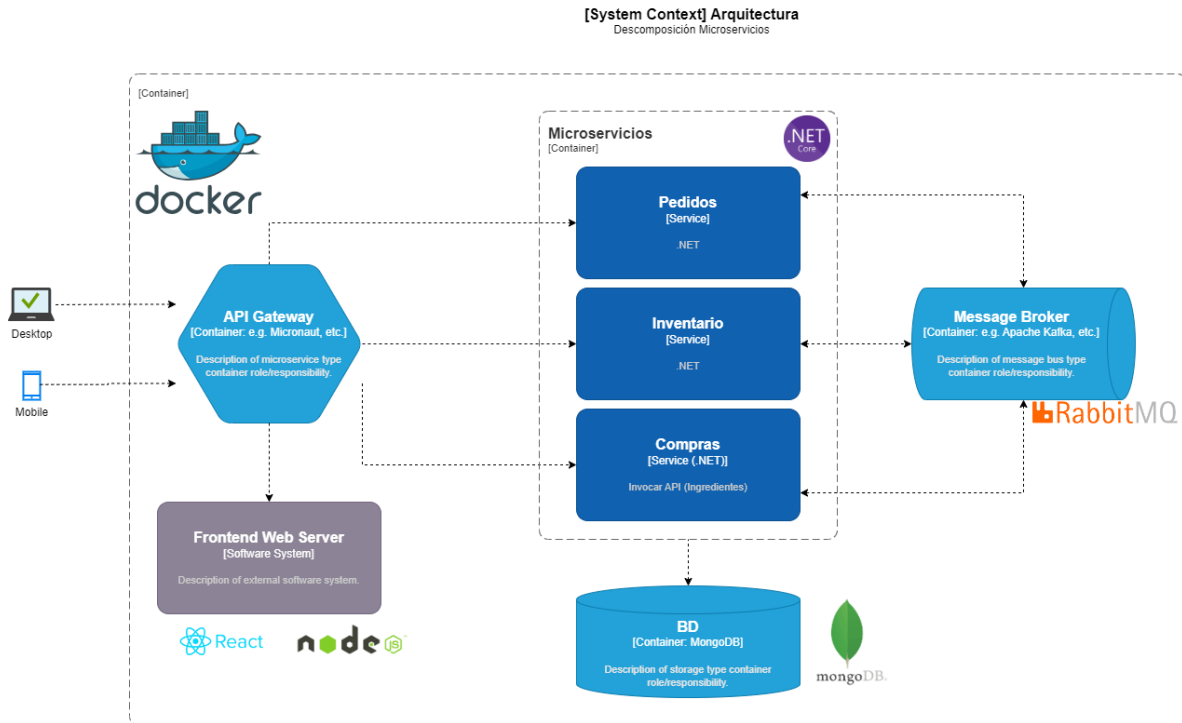 [System Context] Arquitectura
Descomposición Microservicios
[Container]
docker
Microservicios
[Container]
.NET
Core
Pedidos
[Service]
.NET
Desktop
Mobile
API Gateway
[Container: e.g. Micronaut, etc.]
Description of microservice type
container role/responsibility.
Inventario
[Service]
.NET
Message Broker
[Container: e.g. Apache Kafka, etc.]
Description of message bus type
container role/responsibility.
RabbitMQ
Compras
[Service (.NET)]
Invocar API (Ingredientes)
Frontend Web Server
[Software System]
Description of external software system.
React
node
JS
BD
[Container: MongoDB]
Description of storage type container
role/responsibility.
mongoDB.